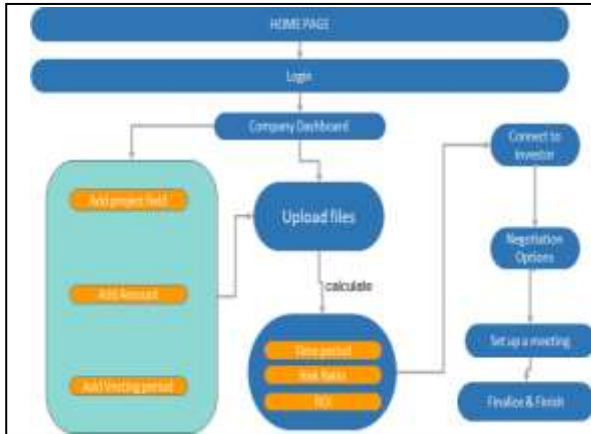 HOME PAGE
Login
Company Dashboard
Connect to
Investor
Add project field
Upload files
Negotiation
Options
Add Amount
calculate
Time period
Set up a meeting
Risk Ratio
Add Vesting period
ROI
Finalize & Finish